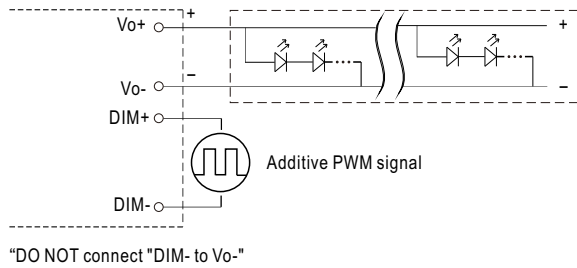 Vo+
+
+
Vo-
–
–
DIM+
Additive PWM signal
DIM-
“DO NOT connect "DIM- to Vo-"